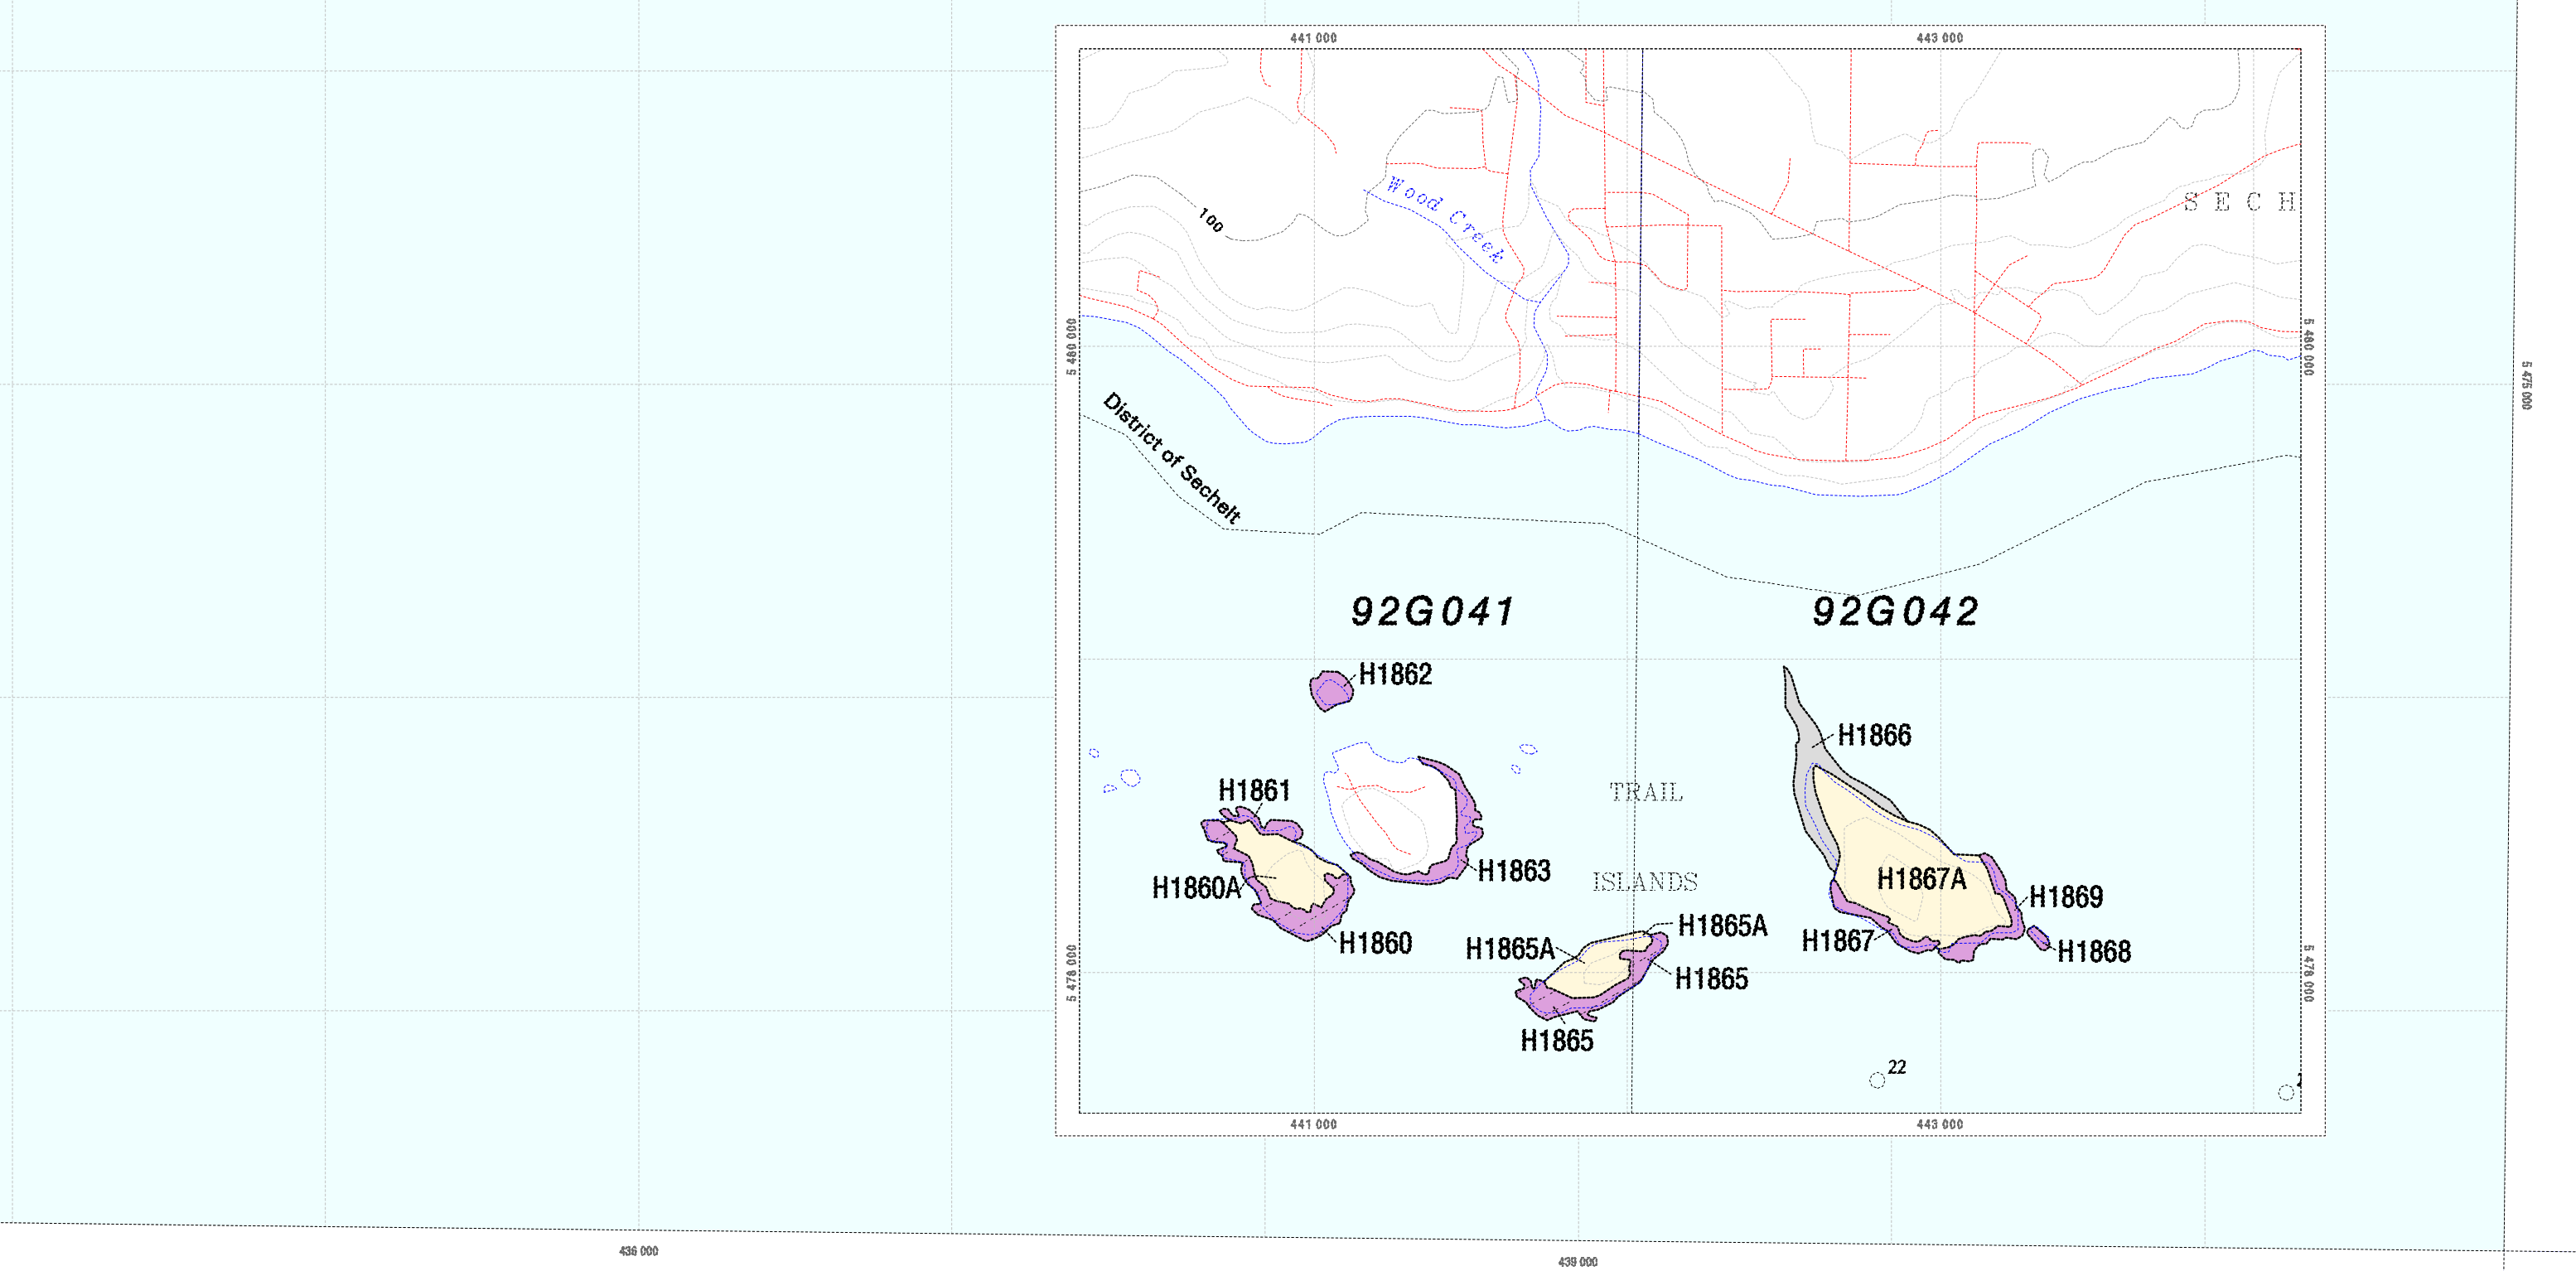 441 000
443 000
Wood Creek
SECH
100
5 480 000
5 480 000
5 475 000
District of Sechelt
92G041
92G042
H1862
H1866
H1861
TRAIL
H1863
ISLANDS
H1867A
H1860A
H1869
H1860
H1865A
H1865A
H1867
H1868
H1865
5 478 000
5 478 000
H1865
22
441 000
443 000
436 000
439 000